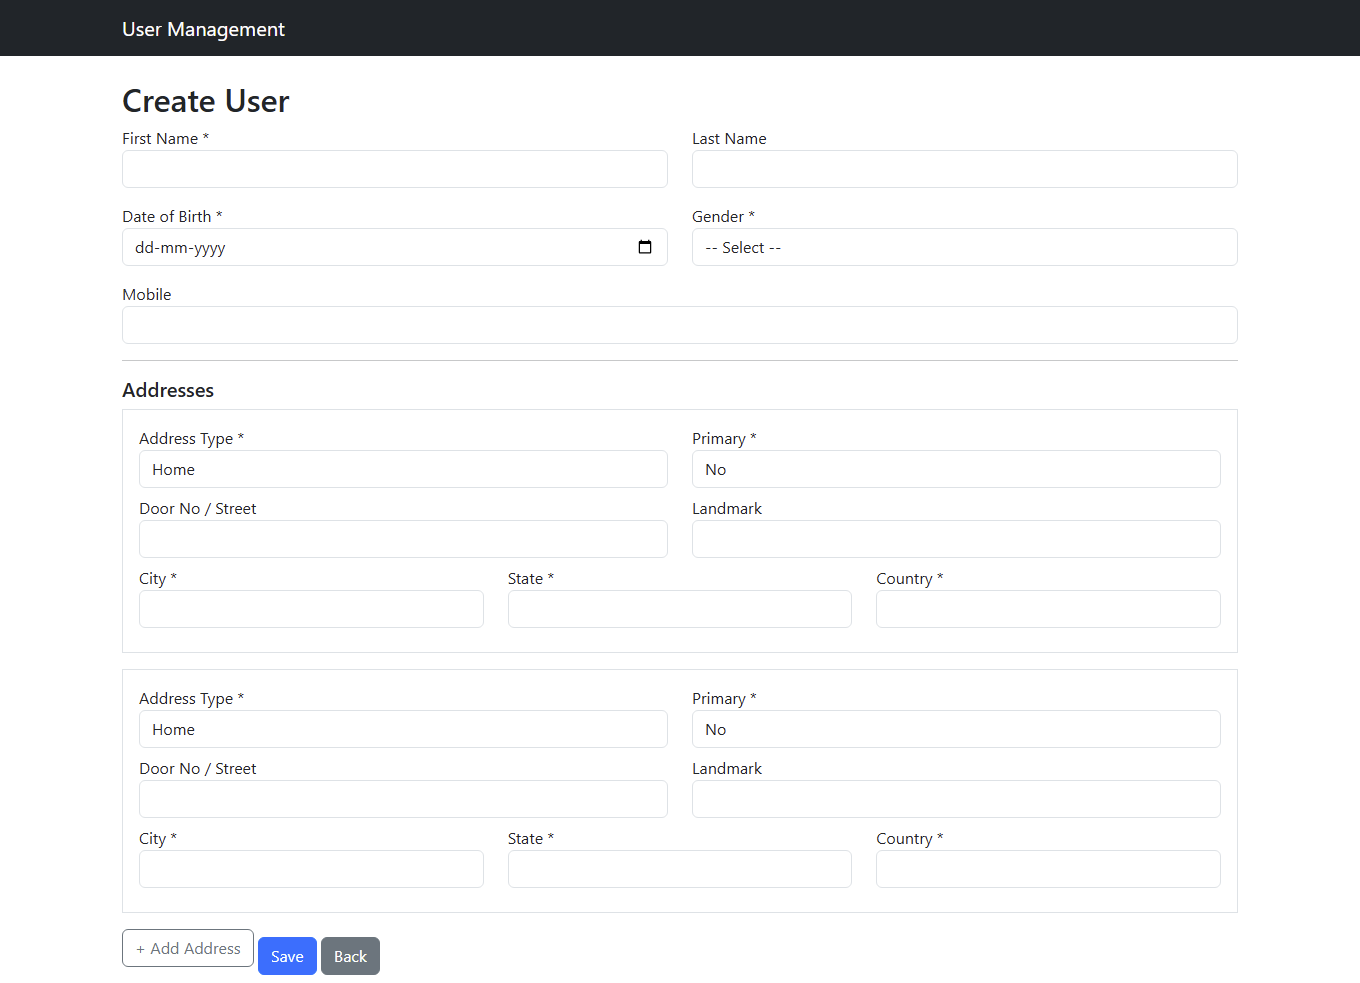 User Management
Create User
First Name * Last Name
Date of Birth * Gender *
dd-mm-yyyy -- Select --
Mobile
Addresses
Address Type * Primary *
Home No
Door No / Street Landmark
City * State * Country *
Address Type * Primary *
Home No
Door No / Street Landmark
City * State * Country *
+ Add Address Save Back